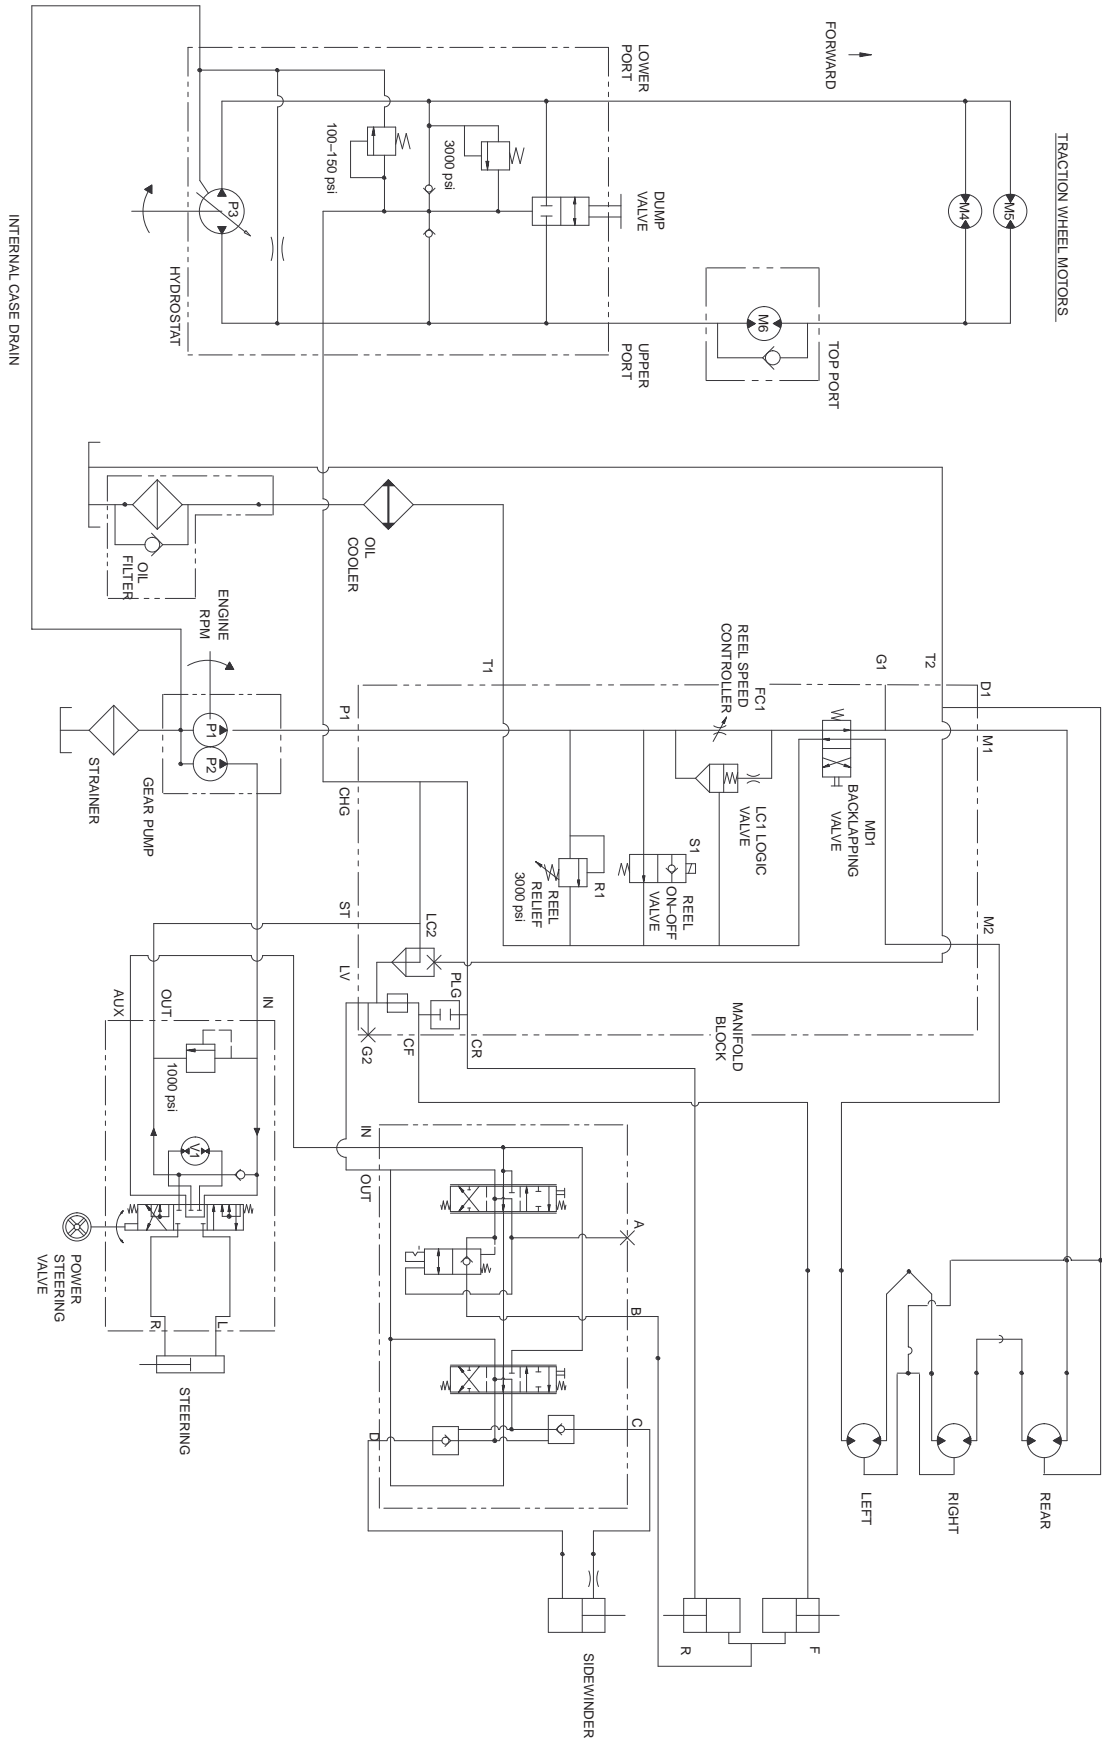 TRACTION WHEEL MOTORS
M5
M4
FORWARD
TOP PORT
M6
LOWER
PORT
DUMP
VALVE
UPPER
PORT
3000 psi
100–150 psi
P3
HYDROSTAT
INTERNAL CASE DRAIN
OIL
COOLER
OIL
FILTER
ENGINE
RPM
P1
P2
GEAR PUMP
STRAINER
D1
T2
G1
M1
FC1
REEL SPEED
CONTROLLER
T1
P1
CHG
ST
LV
MD1
BACKLAPPING
VALVE
LC1 LOGIC
VALVE
S1
REEL
ON–OFF
VALVE
R1
REEL
RELIEF
3000 psi
M2
LC2
PLG
MANIFOLD
BLOCK
CR
CF
G2
IN
OUT
AUX
1000 psi
V1
POWER
STEERING
VALVE
R
L
STEERING
IN
OUT
A
B
C
D
REAR
RIGHT
LEFT
F
R
SIDEWINDER